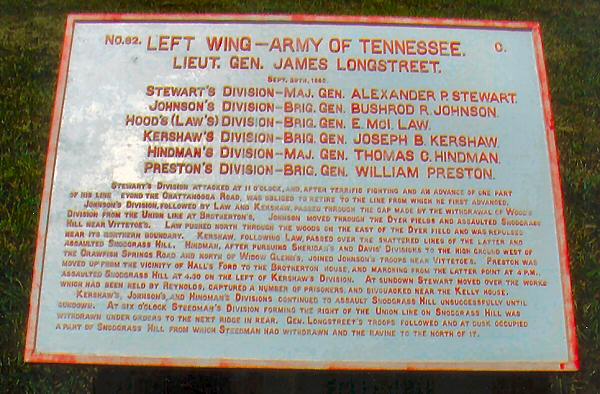 No. 82. LEFT WING—ARMY OF TENNESSEE. C.
LIEUT. GEN. JAMES LONGSTREET.
SEPT. 20TH, 1863.
STEWART'S DIVISION—MAJ. GEN. ALEXANDER P. STEWART.
JOHNSON'S DIVISION—BRIG. GEN. BUSHROD R. JOHNSON.
HOOD'S (LAW'S) DIVISION—BRIG. GEN. E. MCI. LAW.
KERSHAW'S DIVISION—BRIG. GEN. JOSEPH B. KERSHAW.
HINDMAN'S DIVISION—MAJ. GEN. THOMAS C. HINDMAN.
PRESTON'S DIVISION—BRIG. GEN. WILLIAM PRESTON.
STEWART'S DIVISION ATTACKED AT 11 O'CLOCK, AND, AFTER TERRIFIC FIGHTING AND AN ADVANCE OF ONE PART
OF HIS LINE EYOND THE CHATTANOOGA ROAD, WAS OBLIGED TO RETIRE TO THE LINE FROM WHICH HE FIRST ADVANCED.
JOHNSON'S DIVISION, FOLLOWED BY LAW AND KERSHAW, PASSED THROUGH THE GAP MADE BY THE WITHDRAWAL OF WOOD'S
DIVISION FROM THE UNION LINE AT BROTHERTON'S. JOHNSON MOVED THROUGH THE DYER FIELDS AND ASSAULTED SNODGRASS
HILL NEAR VITTETOE'S. LAW PUSHED NORTH THROUGH THE WOODS ON THE EAST OF THE DYER FIELD AND WAS REPULSED
NEAR ITS NORTHERN BOUNDARY. KERSHAW, FOLLOWING LAW, PASSED OVER THE SHATTERED LINES OF THE LATTER AND
ASSAULTED SNODGRASS HILL. HINDMAN, AFTER PURSUING SHERIDAN'S AND DAVIS' DIVISIONS TO THE HIGH GROUND WEST OF
THE CRAWFISH SPRINGS ROAD AND NORTH OF WIDOW GLENN'S, JOINED JOHNSON'S TROOPS NEAR VITTETOE'S. PRESTON WAS
MOVED UP FROM THE VICINITY OF HALL'S FORD TO THE BROTHERTON HOUSE, AND MARCHING FROM THE LATTER POINT AT 4 P.M.,
ASSAULTED SNODGRASS HILL AT 4.30 ON THE LEFT OF KERSHAW'S DIVISION. AT SUNDOWN STEWART MOVED OVER THE WORKS
WHICH HAD BEEN HELD BY REYNOLDS, CAPTURED A NUMBER OF PRISONERS, AND BIVOUACKED NEAR THE KELLY HOUSE.
KERSHAW'S, JOHNSON'S, AND HINDMAN'S DIVISIONS CONTINUED TO ASSAULT SNODGRASS HILL UNSUCCESSFULLY UNTIL
SUNDOWN. AT SIX O'CLOCK STEEDMAN'S DIVISION FORMING THE RIGHT OF THE UNION LINE ON SNODGRASS HILL WAS
WITHDRAWN UNDER ORDERS TO THE NEXT RIDGE IN REAR. GEN. LONGSTREET'S TROOPS FOLLOWED AND AT DUSK OCCUPIED
A PART OF SNODGRASS HILL FROM WHICH STEEDMAN HAD WITHDRAWN AND THE RAVINE TO THE NORTH OF IT.